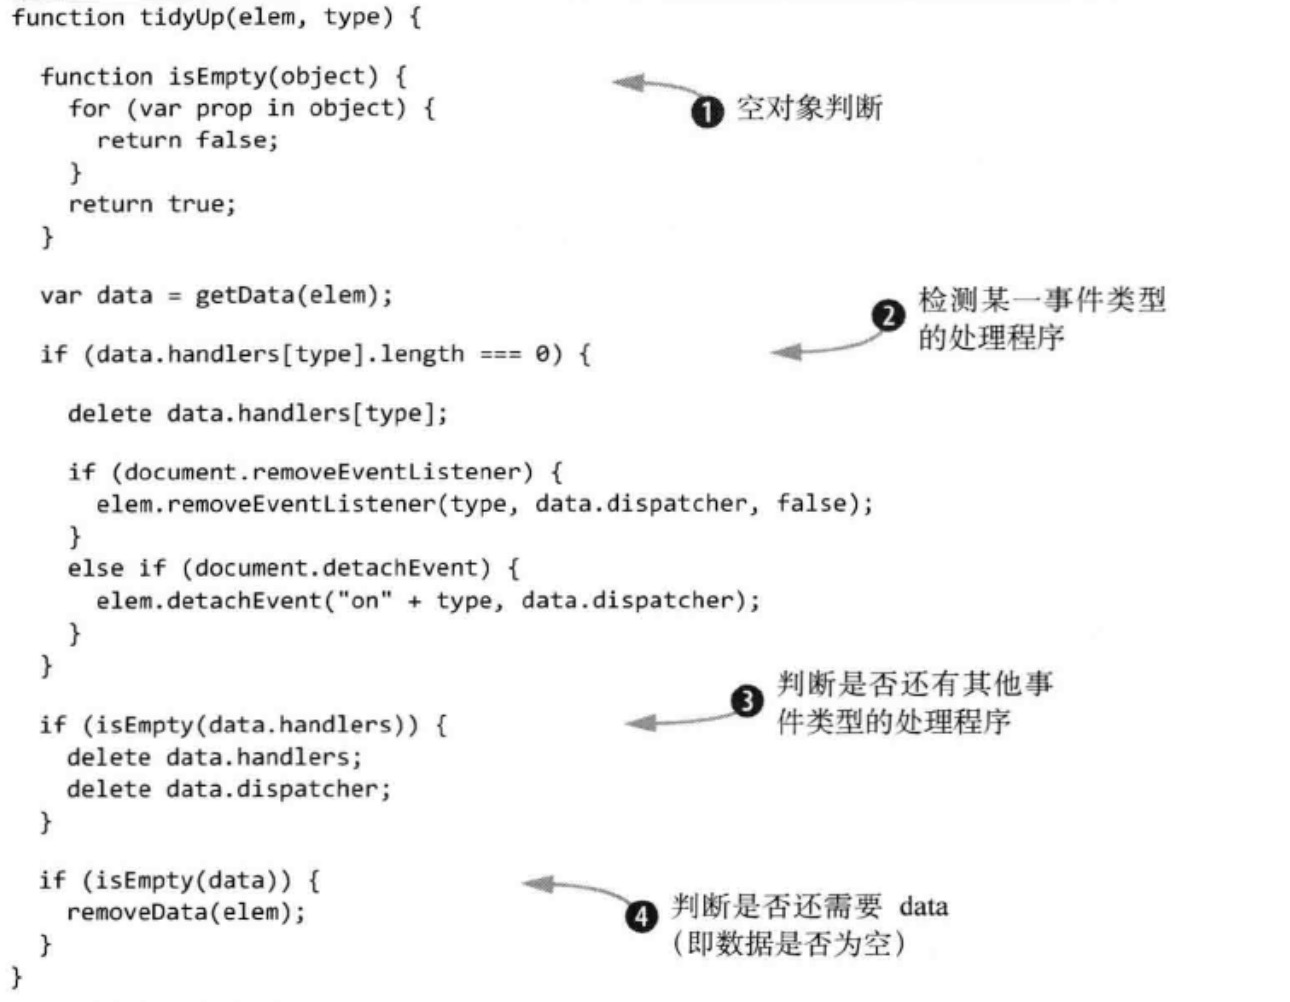 function tidyUp(elem, type) {
function isEmpty(object) {
for (var prop in object) {
❶ 空对象判断
return false;
}
return true;
}
var data = getData(elem);
❷ 检测某一事件类型
的处理程序
if (data.handlers[type].length === 0) {
delete data.handlers[type];
if (document.removeEventListener) {
elem.removeEventListener(type, data.dispatcher, false);
}
else if (document.detachEvent) {
elem.detachEvent("on" + type, data.dispatcher);
}
}
❸ 判断是否还有其他事
件类型的处理程序
if (isEmpty(data.handlers)) {
delete data.handlers;
delete data.dispatcher;
}
if (isEmpty(data)) {
removeData(elem);
❹ 判断是否还需要 data
(即数据是否为空)
}
}